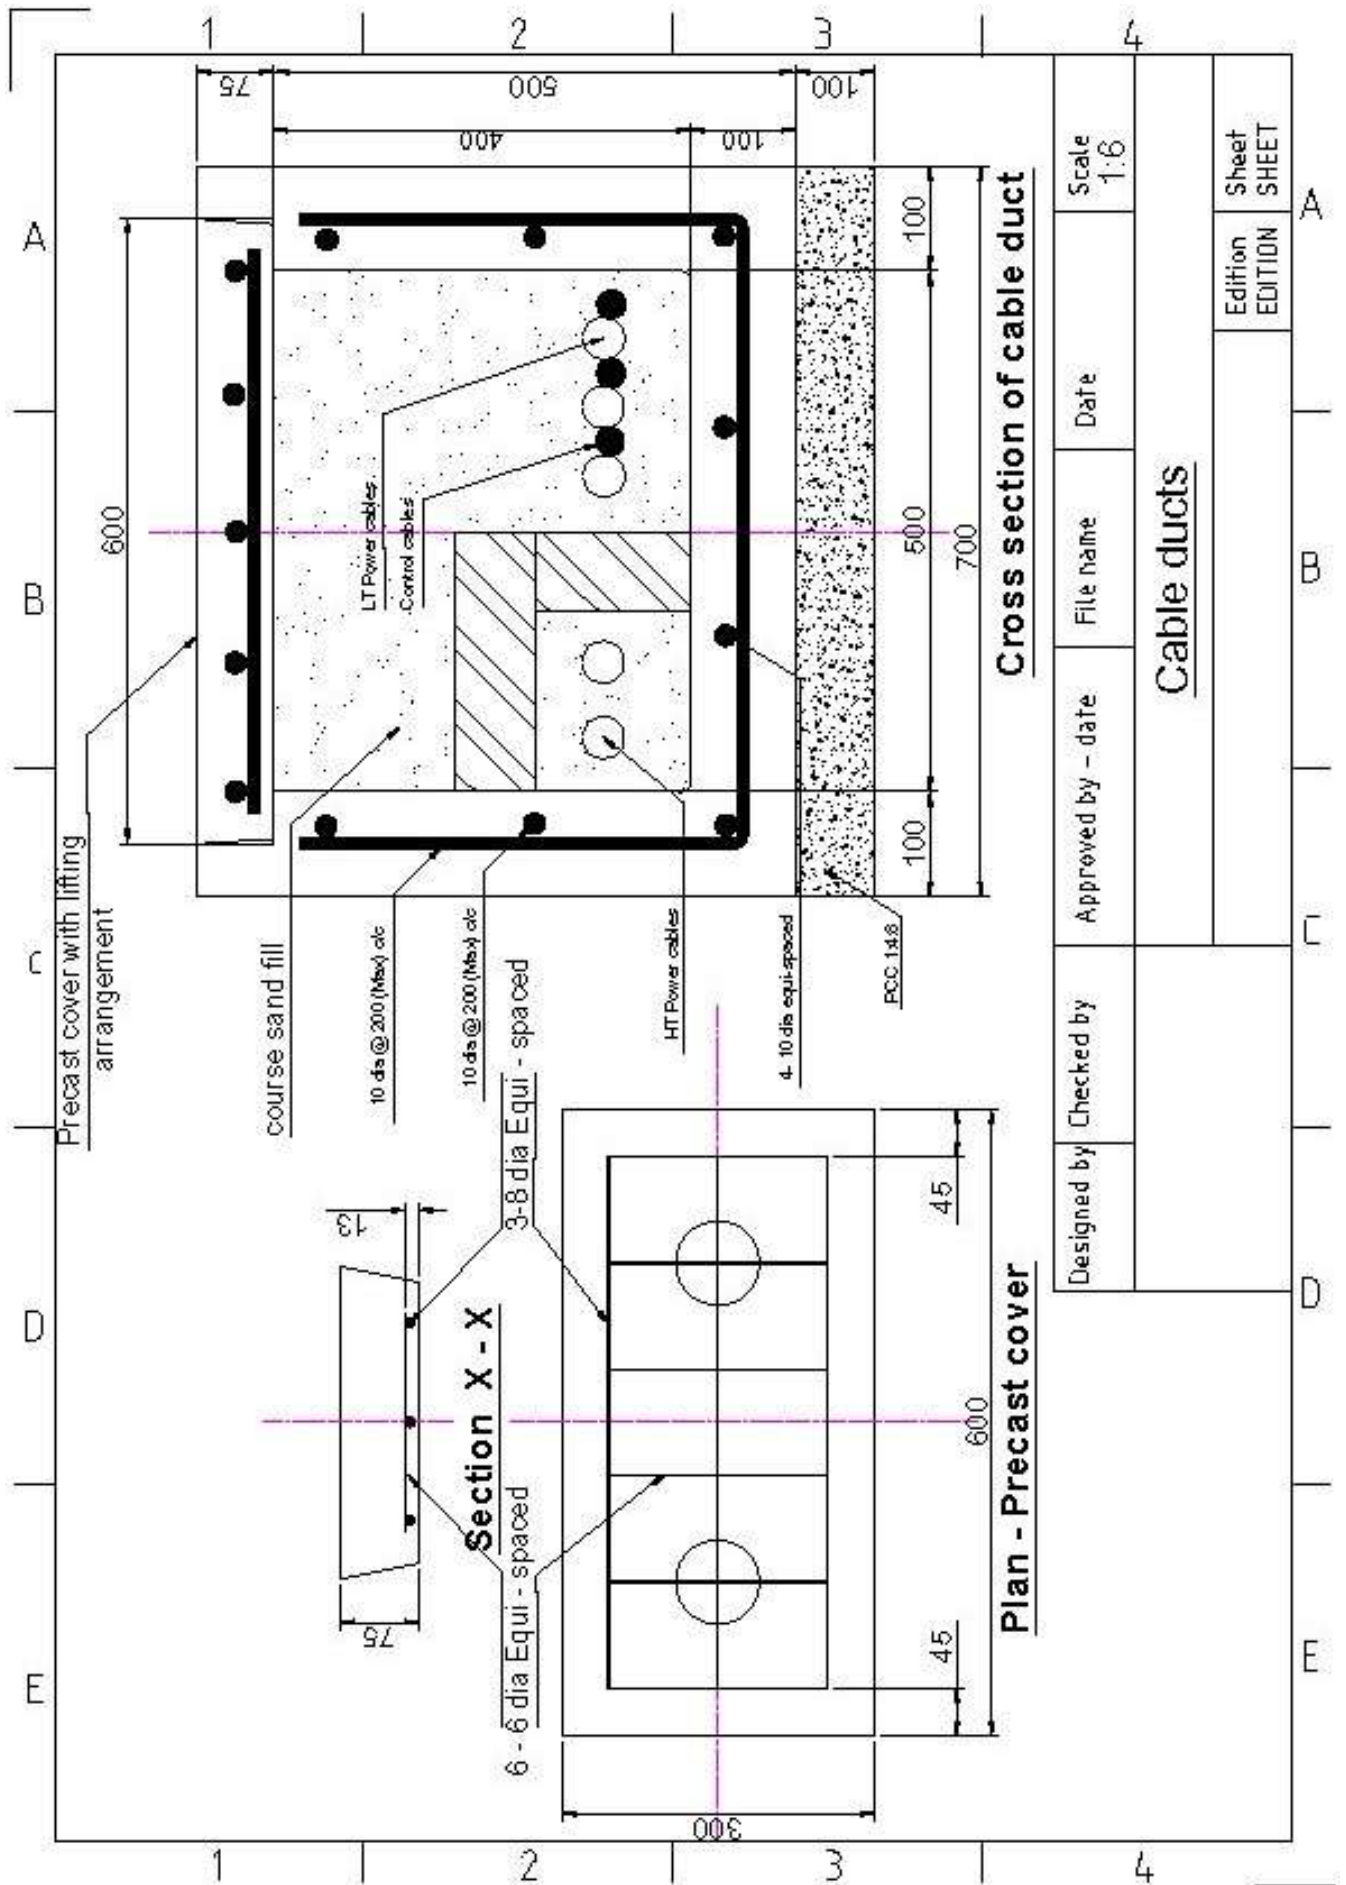 1
2
3
4
A
B
C
D
E
75
500
100
400
100
600
100
500
100
700
Precast cover with lifting
arrangement
course sand fill
10 dia @ 200 (Max) c/c
10 dia @ 200 (Max) c/c
LT Power cables
Control cables
HT Power cables
4- 10 dia equi-spaced
PCC 1:4:8
Cross section of cable duct
13
75
Section X - X
3-8 dia Equi - spaced
6 - 6 dia Equi - spaced
45
45
600
300
Plan - Precast cover
Designed by
Checked by
Approved by - date
File name
Date
Scale
1:6
Cable ducts
Edition
EDITION
Sheet
SHEET
1
2
3
4
A
B
C
D
E